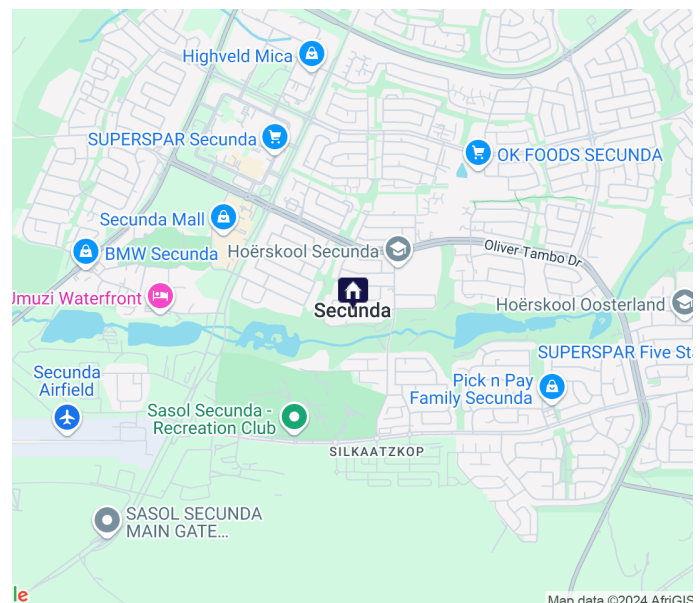 Highveld Mica
SUPERSPAR Secunda
OK FOODS SECUNDA
Secunda Mall
BMW Secunda
Hoërskool Secunda
Oliver Tambo Dr
Umuzi Waterfront
Secunda
Hoërskool Oosterland
SUPERSPAR Five Sta
Secunda
Airfield
Pick n Pay
Family Secunda
Sasol Secunda -
Recreation Club
SILKAATZKOP
SASOL SECUNDA
MAIN GATE...
le
Map data ©2024 AfriGIS